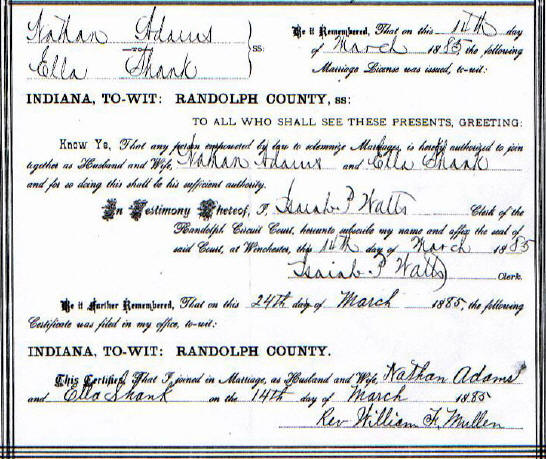 Nathan Adams Be it Remembered, That on this 14th day
TO SS: of March 1885 the following
Ella Shank Marriage License was issued, to-wit:
INDIANA, TO-WIT: RANDOLPH COUNTY, SS:
TO ALL WHO SHALL SEE THESE PRESENTS, GREETING:
Know Ye, That any person empowered by law to solemnize Marriages, is hereby authorized to join
together as Husband and Wife, Nathan Adams and Ella Shank
and for so doing this shall be his sufficient authority.
In Testimony Whereof, I, Isaiah P Watts Clerk of the
Randolph Circuit Court, hereunto subscribe my name and affix the seal of
said Court, at Winchester, this 14th day of March 1885
Isaiah P Watts Clerk.
Be it Further Remembered, That on this 24th day of March 1885, the following
Certificate was filed in my office, to-wit:
INDIANA, TO-WIT: RANDOLPH COUNTY.
This Certifies, That I joined in Marriage, as Husband and Wife, Nathan Adams
and Ella Shank on the 14th day of March 1885
Rev William F. Mullen